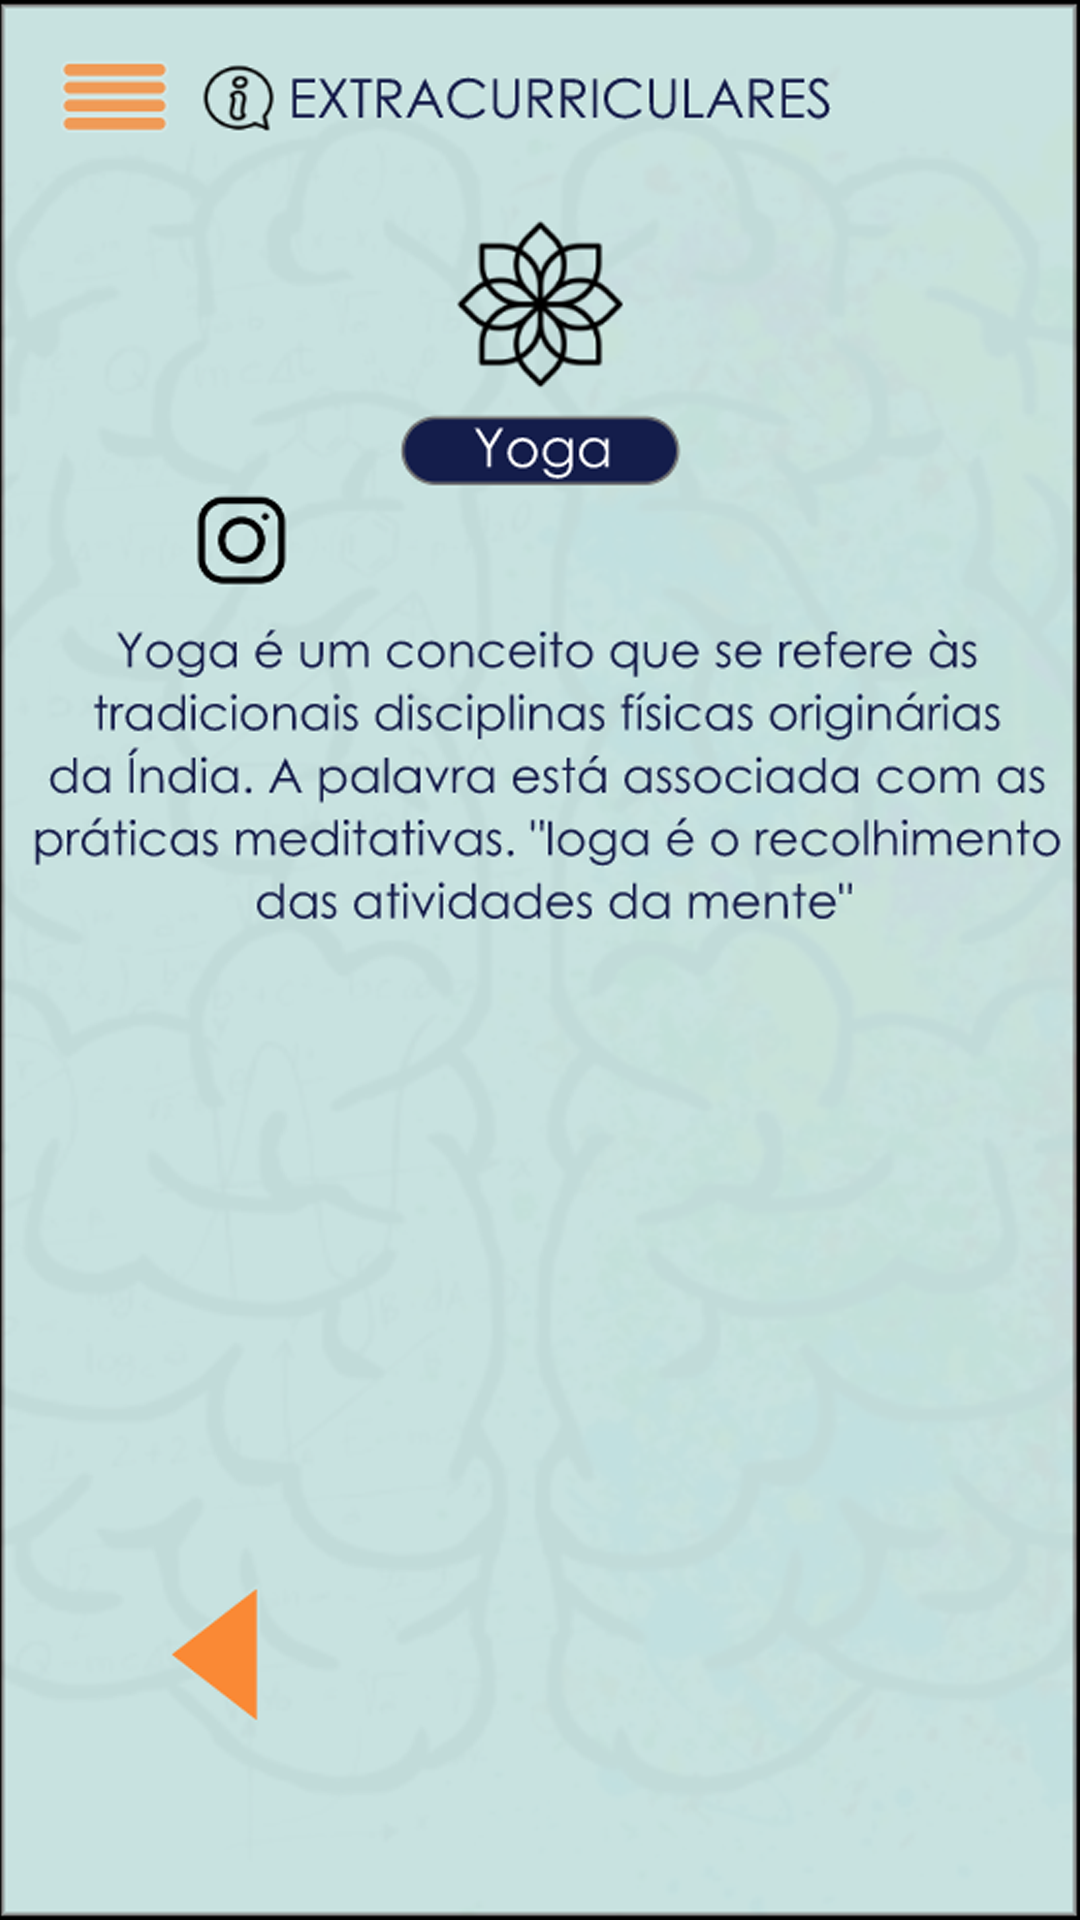 EXTRACURRICULARES
Yoga
Yoga é um conceito que se refere às
tradicionais disciplinas físicas originárias
da Índia. A palavra está associada com as
práticas meditativas. "Ioga é o recolhimento
das atividades da mente"